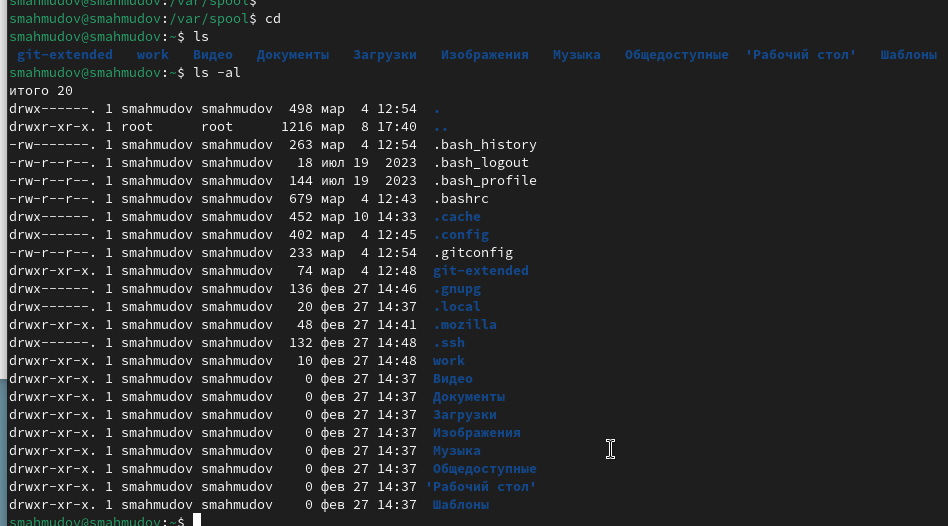 smahmudov@smahmudov:/var/spool$
smahmudov@smahmudov:/var/spool$ cd
smahmudov@smahmudov:~$ ls
git-extended work Видео Документы Загрузки Изображения Музыка Общедоступные 'Рабочий стол' Шаблоны
smahmudov@smahmudov:~$ ls -al
итого 20
drwx------. 1 smahmudov smahmudov 498 мар 4 12:54 .
drwxr-xr-x. 1 root root 1216 мар 8 17:40 ..
-rw-------. 1 smahmudov smahmudov 263 мар 4 12:54 .bash_history
-rw-r--r--. 1 smahmudov smahmudov 18 июл 19 2023 .bash_logout
-rw-r--r--. 1 smahmudov smahmudov 144 июл 19 2023 .bash_profile
-rw-r--r--. 1 smahmudov smahmudov 679 мар 4 12:43 .bashrc
drwx------. 1 smahmudov smahmudov 452 мар 10 14:33 .cache
drwx------. 1 smahmudov smahmudov 402 мар 4 12:45 .config
-rw-r--r--. 1 smahmudov smahmudov 233 мар 4 12:54 .gitconfig
drwxr-xr-x. 1 smahmudov smahmudov 74 мар 4 12:48 git-extended
drwx------. 1 smahmudov smahmudov 136 фев 27 14:46 .gnupg
drwx------. 1 smahmudov smahmudov 20 фев 27 14:37 .local
drwxr-xr-x. 1 smahmudov smahmudov 48 фев 27 14:41 .mozilla
drwx------. 1 smahmudov smahmudov 132 фев 27 14:48 .ssh
drwxr-xr-x. 1 smahmudov smahmudov 10 фев 27 14:48 work
drwxr-xr-x. 1 smahmudov smahmudov 0 фев 27 14:37 Видео
drwxr-xr-x. 1 smahmudov smahmudov 0 фев 27 14:37 Документы
drwxr-xr-x. 1 smahmudov smahmudov 0 фев 27 14:37 Загрузки
drwxr-xr-x. 1 smahmudov smahmudov 0 фев 27 14:37 Изображения
drwxr-xr-x. 1 smahmudov smahmudov 0 фев 27 14:37 Музыка
drwxr-xr-x. 1 smahmudov smahmudov 0 фев 27 14:37 Общедоступные
drwxr-xr-x. 1 smahmudov smahmudov 0 фев 27 14:37 'Рабочий стол'
drwxr-xr-x. 1 smahmudov smahmudov 0 фев 27 14:37 Шаблоны
smahmudov@smahmudov:~$